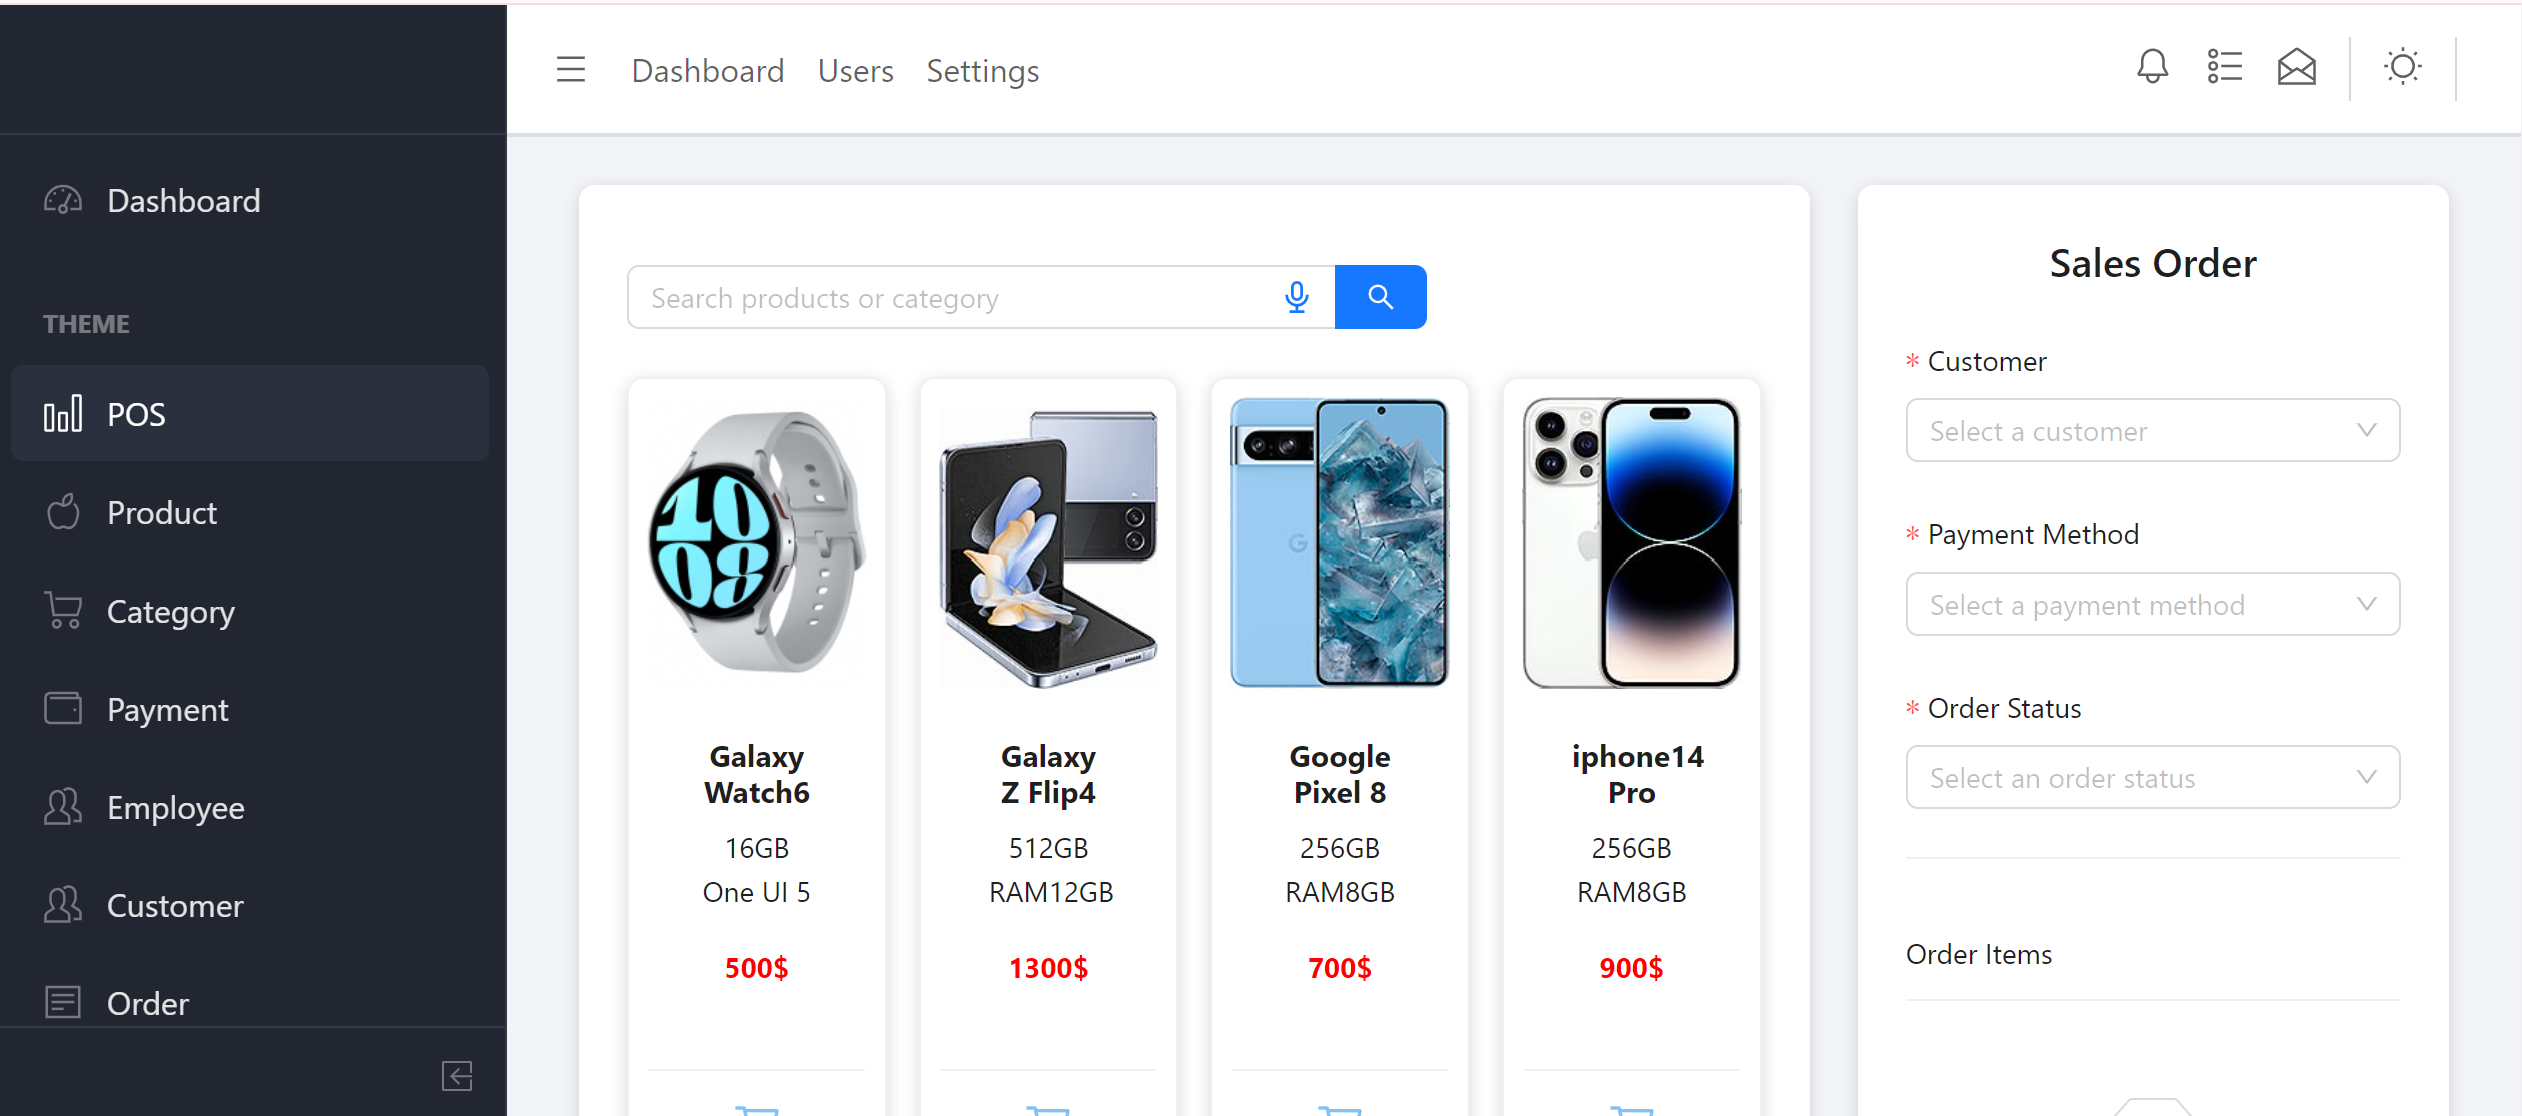 Dashboard Users Settings
Dashboard
THEME
POS
Product
Category
Payment
Employee
Customer
Order
Search products or category
Galaxy
Watch6
16GB
One UI 5
500$
Galaxy
Z Flip4
512GB
RAM12GB
1300$
Google
Pixel 8
256GB
RAM8GB
700$
iphone14
Pro
256GB
RAM8GB
900$
Sales Order
* Customer
Select a customer
* Payment Method
Select a payment method
* Order Status
Select an order status
Order Items
10
08
G